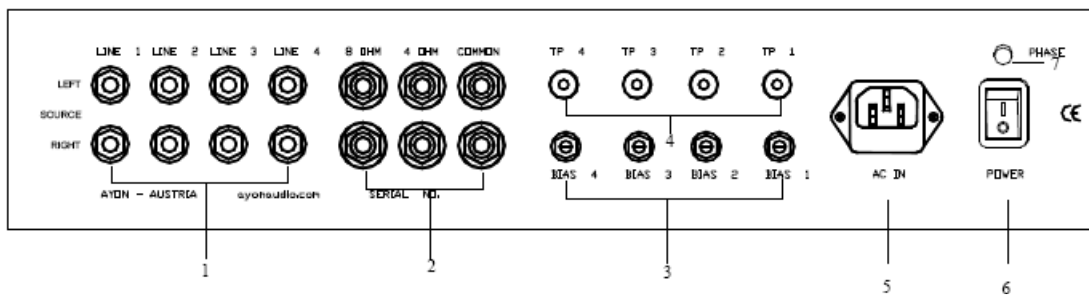 LINE 1 LINE 2 LINE 3 LINE 4 8 OHM 4 OHM COMMON TP 4 TP 3 TP 2 TP 1 PHASE
7
LEFT
SOURCE
RIGHT
CE
4
BIAS 4 BIAS 3 BIAS 2 BIAS 1 AC IN POWER
AYON - AUSTRIA ayonaudio.com SERIAL NO.
1 2 3 5 6